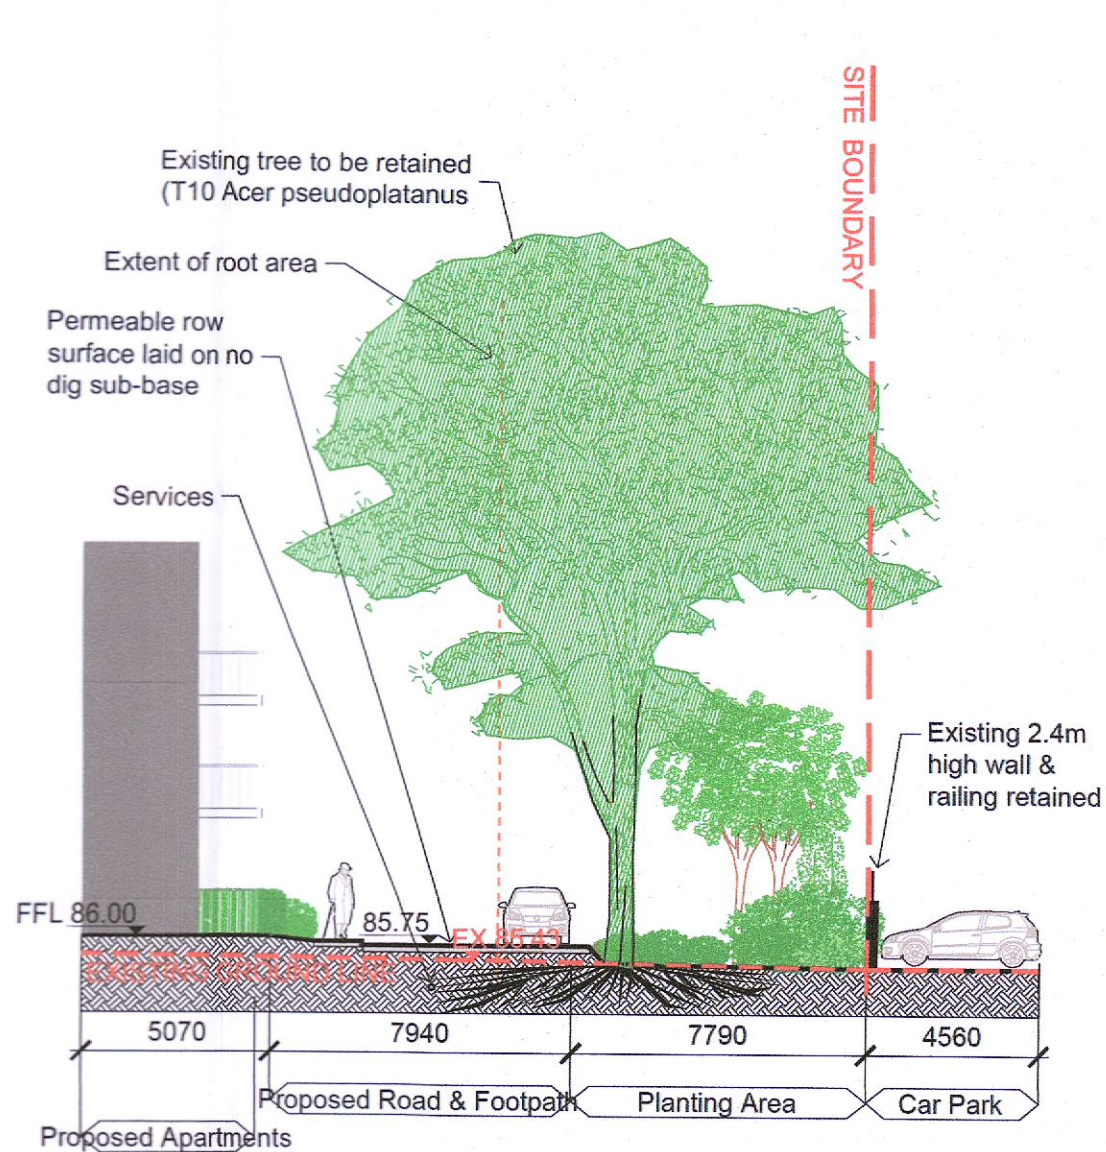 SITE BOUNDARY
Existing tree to be retained
(T10 Acer pseudoplatanus
Extent of root area
Permeable row
surface laid on no
dig sub-base
Services
Existing 2.4m
high wall &
railing retained
FFL 86.00
85.75
EX 85.43
EXISTING GROUND LINE
5070
7940
7790
4560
Proposed Road & Footpath
Planting Area
Car Park
Proposed Apartments